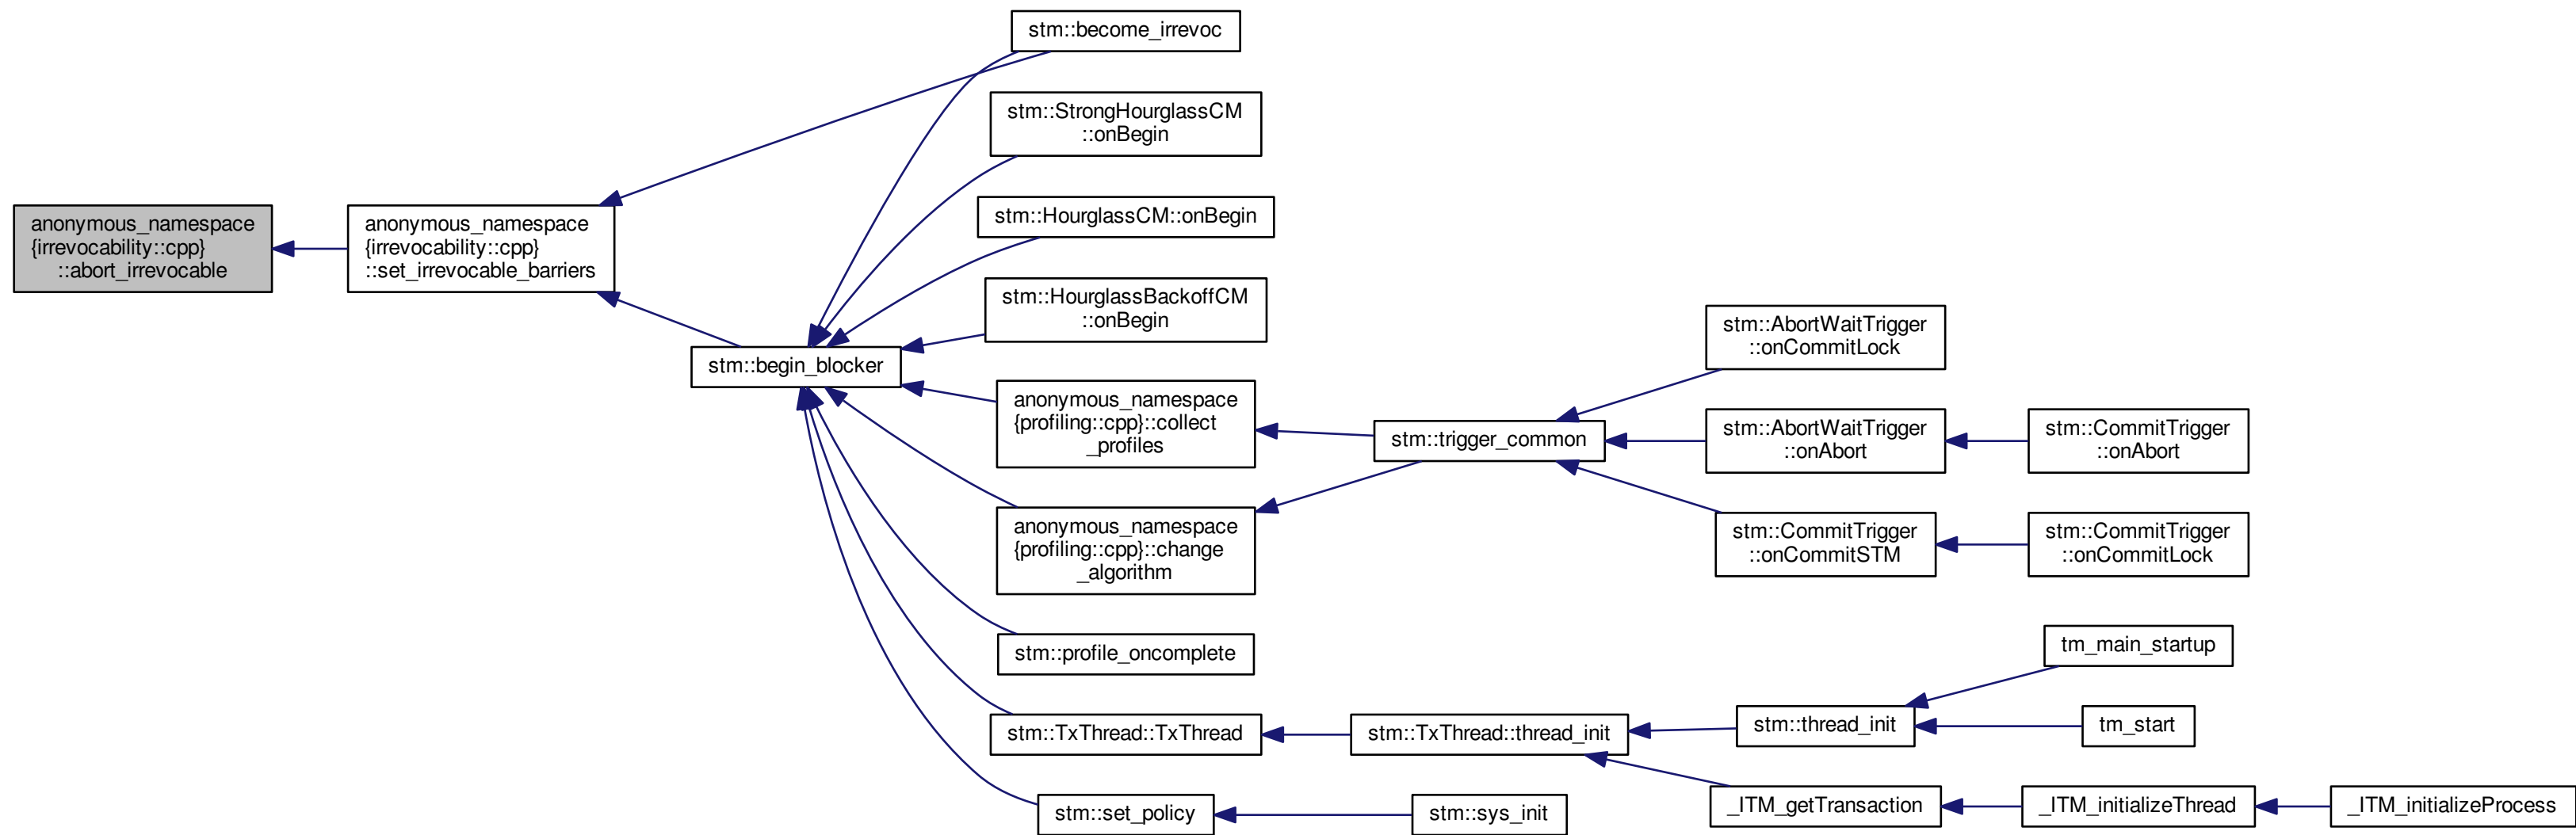 anonymous_namespace
{irrevocability::cpp}
::abort_irrevocable
anonymous_namespace
{irrevocability::cpp}
::set_irrevocable_barriers
stm::become_irrevoc
stm::begin_blocker
stm::StrongHourglassCM
::onBegin
stm::HourglassCM::onBegin
stm::HourglassBackoffCM
::onBegin
anonymous_namespace
{profiling::cpp}::collect
_profiles
anonymous_namespace
{profiling::cpp}::change
_algorithm
stm::profile_oncomplete
stm::TxThread::TxThread
stm::set_policy
stm::trigger_common
stm::AbortWaitTrigger
::onCommitLock
stm::AbortWaitTrigger
::onAbort
stm::CommitTrigger
::onAbort
stm::CommitTrigger
::onCommitSTM
stm::CommitTrigger
::onCommitLock
stm::TxThread::thread_init
stm::thread_init
tm_main_startup
tm_start
_ITM_getTransaction
_ITM_initializeThread
_ITM_initializeProcess
stm::sys_init